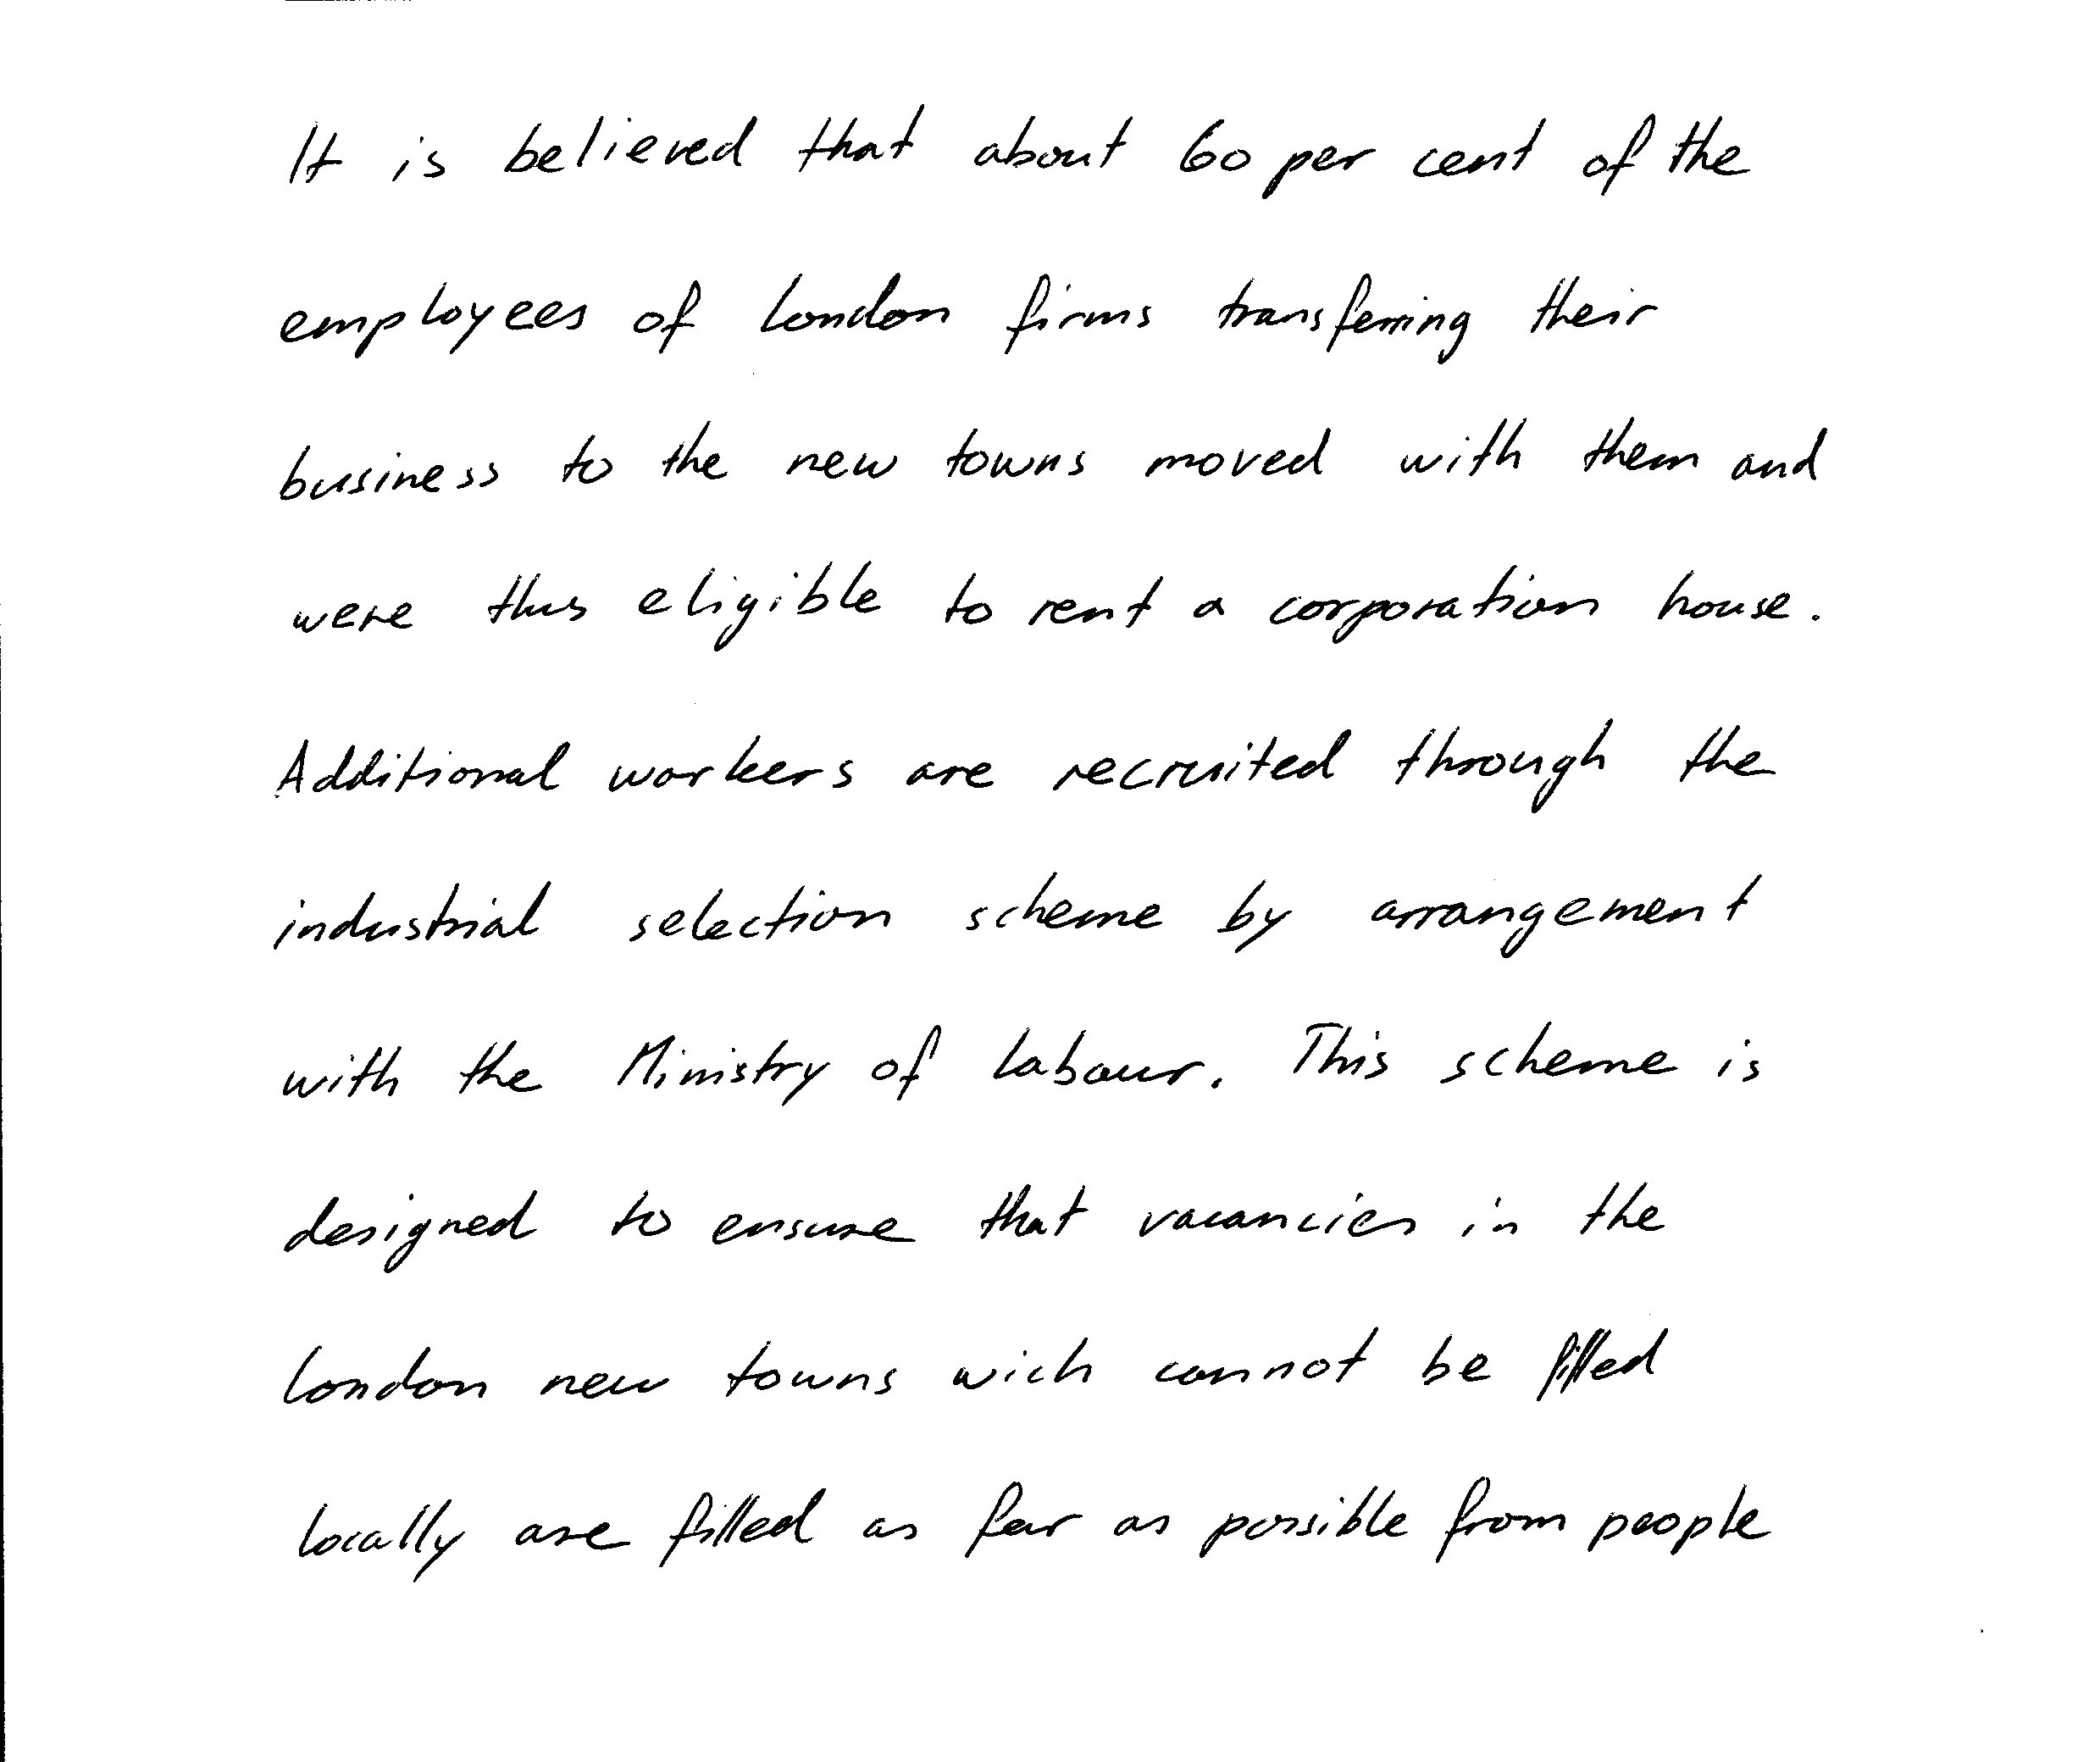 It is believed that about 60 per cent of the
employees of London firms transferring their
business to the new towns moved with them and
were thus eligible to rent a corporation house.
Additional workers are recruited through the
industrial selection scheme by arrangement
with the Ministry of Labour. This scheme is
designed to ensure that vacancies in the
London new towns wich cannot be filled
locally are filled as far as possible from people